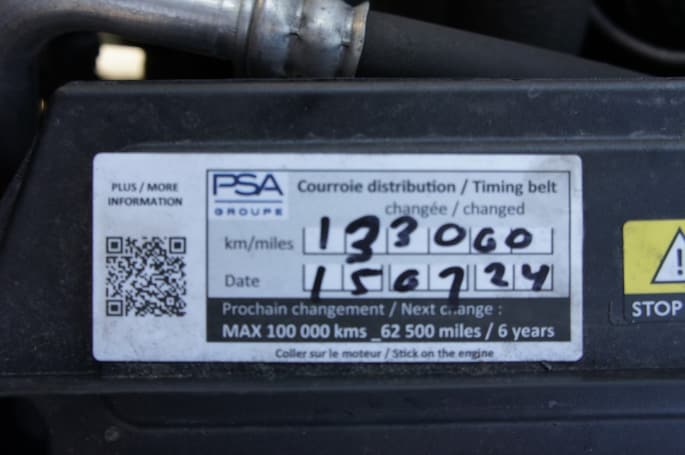 PLUS / MORE
INFORMATION
PSA
GROUPE
Courroie distribution / Timing belt
changée / changed
km/miles 133000
Date 150724
Prochain changement / Next change :
MAX 100 000 kms _62 500 miles / 6 years
Coller sur le moteur / Stick on the engine
!
STOP